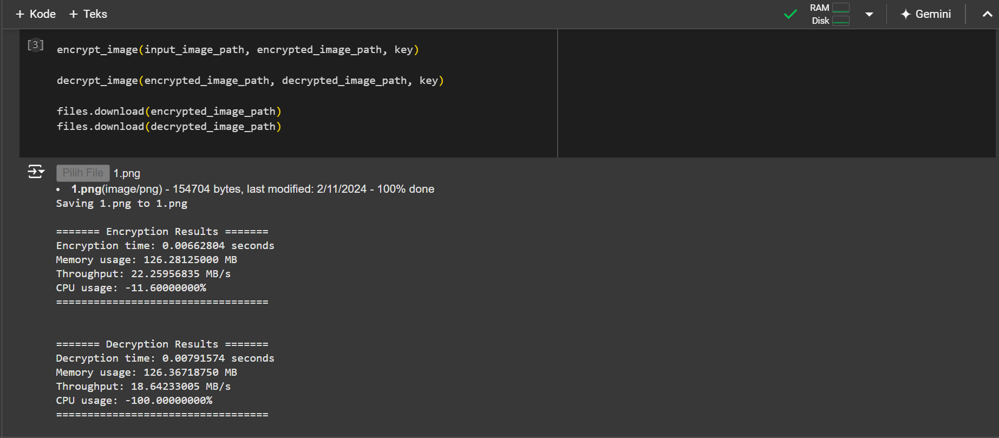 + Kode + Teks
RAM
Disk
Gemini
[3]
encrypt_image(input_image_path, encrypted_image_path, key)
decrypt_image(encrypted_image_path, decrypted_image_path, key)
files.download(encrypted_image_path)
files.download(decrypted_image_path)
Pilih File 1.png
• 1.png(image/png) - 154704 bytes, last modified: 2/11/2024 - 100% done
Saving 1.png to 1.png
======= Encryption Results =======
Encryption time: 0.00662804 seconds
Memory usage: 126.28125000 MB
Throughput: 22.25956835 MB/s
CPU usage: -11.60000000%
==================================
======= Decryption Results =======
Decryption time: 0.00791574 seconds
Memory usage: 126.36718750 MB
Throughput: 18.64233005 MB/s
CPU usage: -100.00000000%
==================================